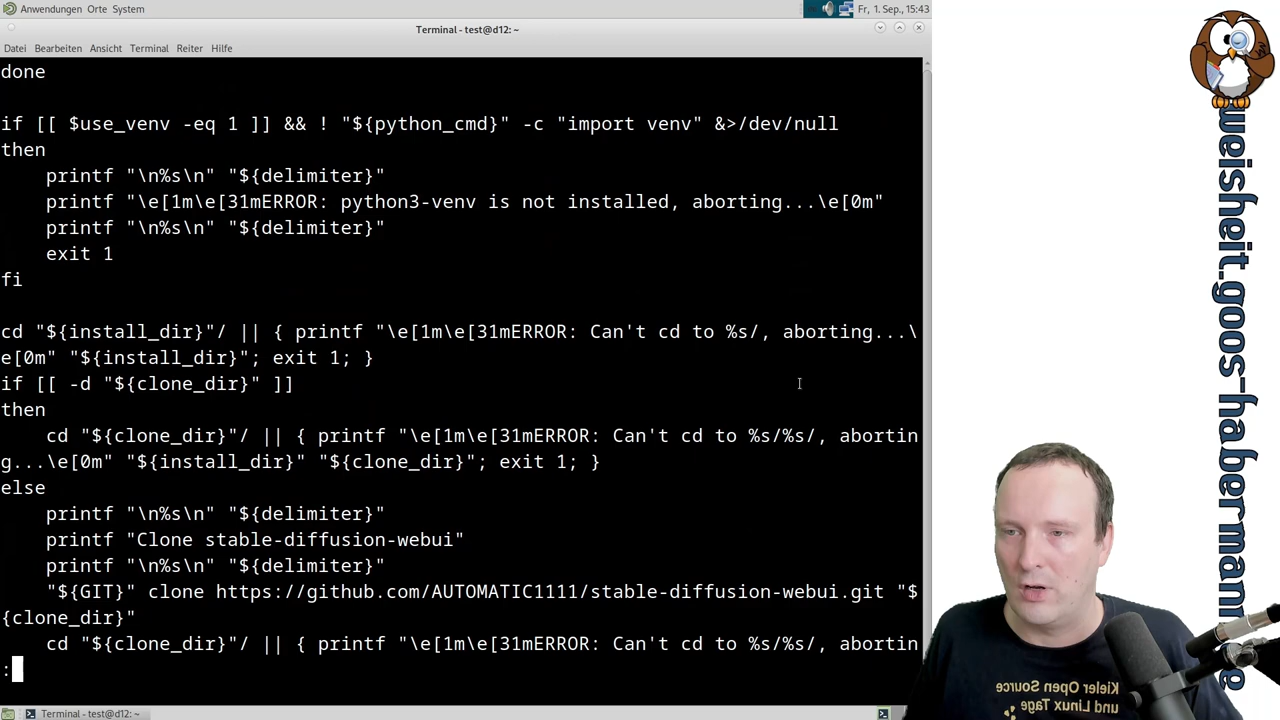 Anwendungen Orte System
Fr, 1. Sep., 15:43
Terminal - test@d12: ~
Datei Bearbeiten Ansicht Terminal Reiter Hilfe
done
if [[ $use_venv -eq 1 ]] && ! "${python_cmd}" -c "import venv" &>/dev/null
then
    printf "\n%s\n" "${delimiter}"
    printf "\e[1m\e[31mERROR: python3-venv is not installed, aborting...\e[0m"
    printf "\n%s\n" "${delimiter}"
    exit 1
fi
cd "${install_dir}"/ || { printf "\e[1m\e[31mERROR: Can't cd to %s/, aborting...\
e[0m" "${install_dir}"; exit 1; }
if [[ -d "${clone_dir}" ]]
then
    cd "${clone_dir}"/ || { printf "\e[1m\e[31mERROR: Can't cd to %s/%s/, abortin
g...\e[0m" "${install_dir}" "${clone_dir}"; exit 1; }
else
    printf "\n%s\n" "${delimiter}"
    printf "Clone stable-diffusion-webui"
    printf "\n%s\n" "${delimiter}"
    "${GIT}" clone https://github.com/AUTOMATIC1111/stable-diffusion-webui.git "$
{clone_dir}"
    cd "${clone_dir}"/ || { printf "\e[1m\e[31mERROR: Can't cd to %s/%s/, abortin
:
Terminal - test@d12: ~
Kieler Open Source
und Linux Tage